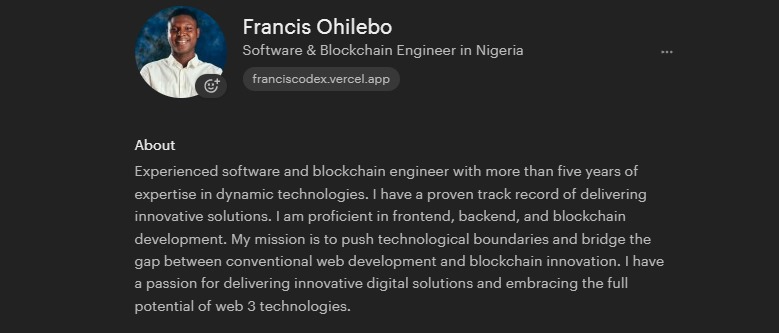 Francis Ohilebo
Software & Blockchain Engineer in Nigeria
franciscodex.vercel.app
About
Experienced software and blockchain engineer with more than five years of
expertise in dynamic technologies. I have a proven track record of delivering
innovative solutions. I am proficient in frontend, backend, and blockchain
development. My mission is to push technological boundaries and bridge the
gap between conventional web development and blockchain innovation. I have
a passion for delivering innovative digital solutions and embracing the full
potential of web 3 technologies.